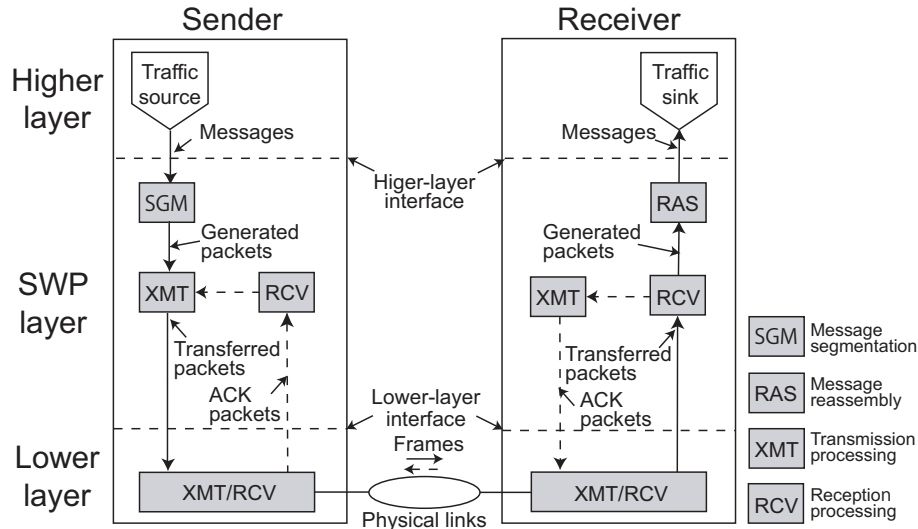 Sender
Receiver
Higher
layer
Traffic
source
Traffic
sink
Messages
Messages
Higer-layer
interface
SGM
RAS
Generated
packets
Generated
packets
SWP
layer
XMT
RCV
XMT
RCV
Transferred
packets
Transferred
packets
ACK
packets
ACK
packets
Lower-layer
interface
Frames
Lower
layer
XMT/RCV
XMT/RCV
Physical links
SGM
Message
segmentation
RAS
Message
reassembly
XMT
Transmission
processing
RCV
Reception
processing